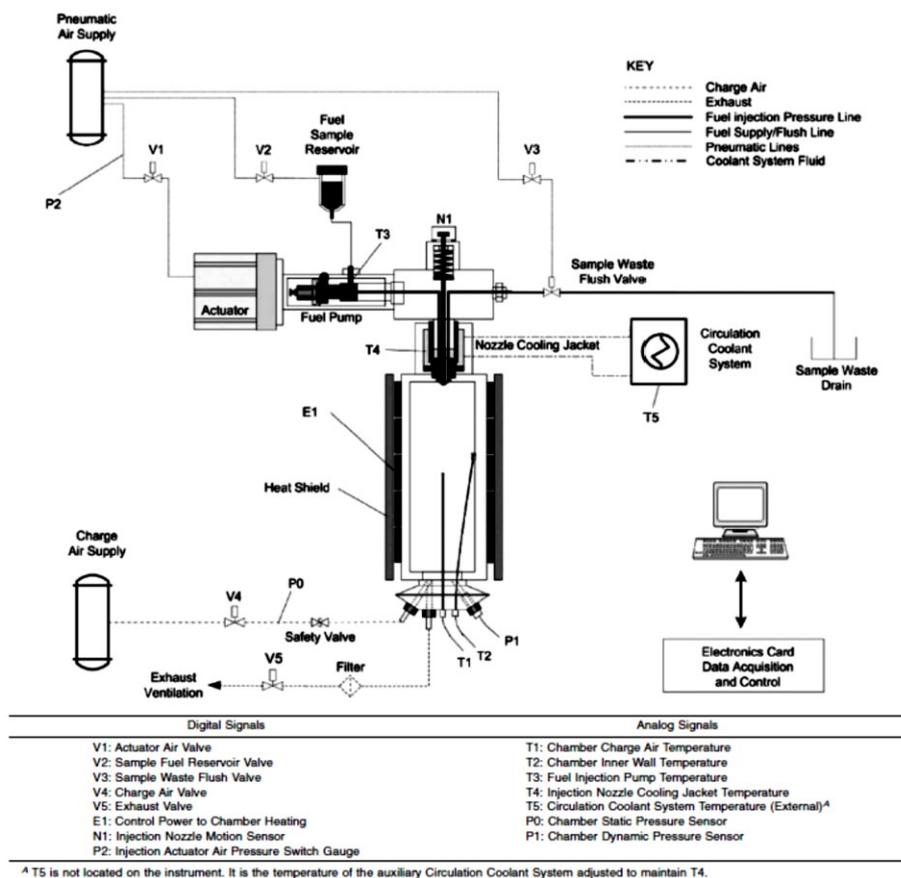 Pneumatic
Air Supply
KEY
Charge Air
Exhaust
Fuel injection Pressure Line
Fuel Supply/Flush Line
Pneumatic Lines
Coolant System Fluid
Fuel
Sample
Reservoir
V1
V2
V3
P2
N1
T3
Sample Waste
Flush Valve
Actuator
Fuel Pump
T4
Nozzle Cooling Jacket
Circulation
Coolant
System
Sample Waste
Drain
T5
E1
Heat Shield
Charge
Air Supply
V4
P0
Safety Valve
P1
T2
T1
V5
Filter
Exhaust
Ventilation
Electronics Card
Data Acquisition
and Control
Digital Signals
V1: Actuator Air Valve
V2: Sample Fuel Reservoir Valve
V3: Sample Waste Flush Valve
V4: Charge Air Valve
V5: Exhaust Valve
E1: Control Power to Chamber Heating
N1: Injection Nozzle Motion Sensor
P2: Injection Actuator Air Pressure Switch Gauge
Analog Signals
T1: Chamber Charge Air Temperature
T2: Chamber Inner Wall Temperature
T3: Fuel Injection Pump Temperature
T4: Injection Nozzle Cooling Jacket Temperature
T5: Circulation Coolant System Temperature (External)ᴬ
P0: Chamber Static Pressure Sensor
P1: Chamber Dynamic Pressure Sensor
ᴬ T5 is not located on the instrument. It is the temperature of the auxiliary Circulation Coolant System adjusted to maintain T4.